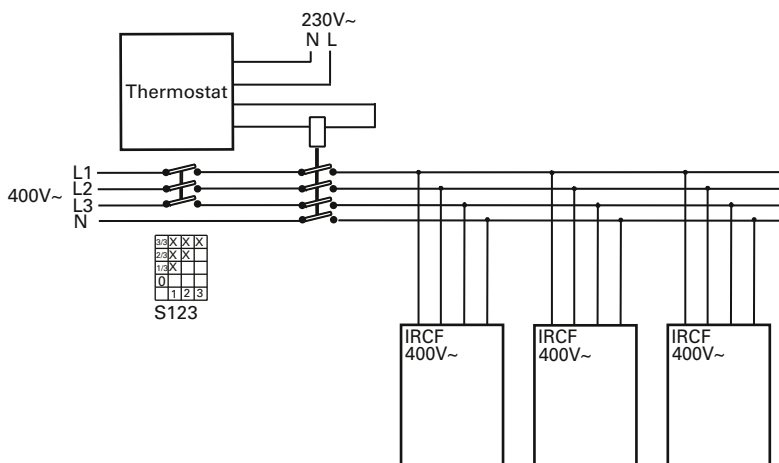 230V~
N L
Thermostat
L1
L2
400V~
L3
N
3/3 X X X
2/3 X X
1/3 X
0
1 2 3
S123
IRCF
400V~
IRCF
400V~
IRCF
400V~